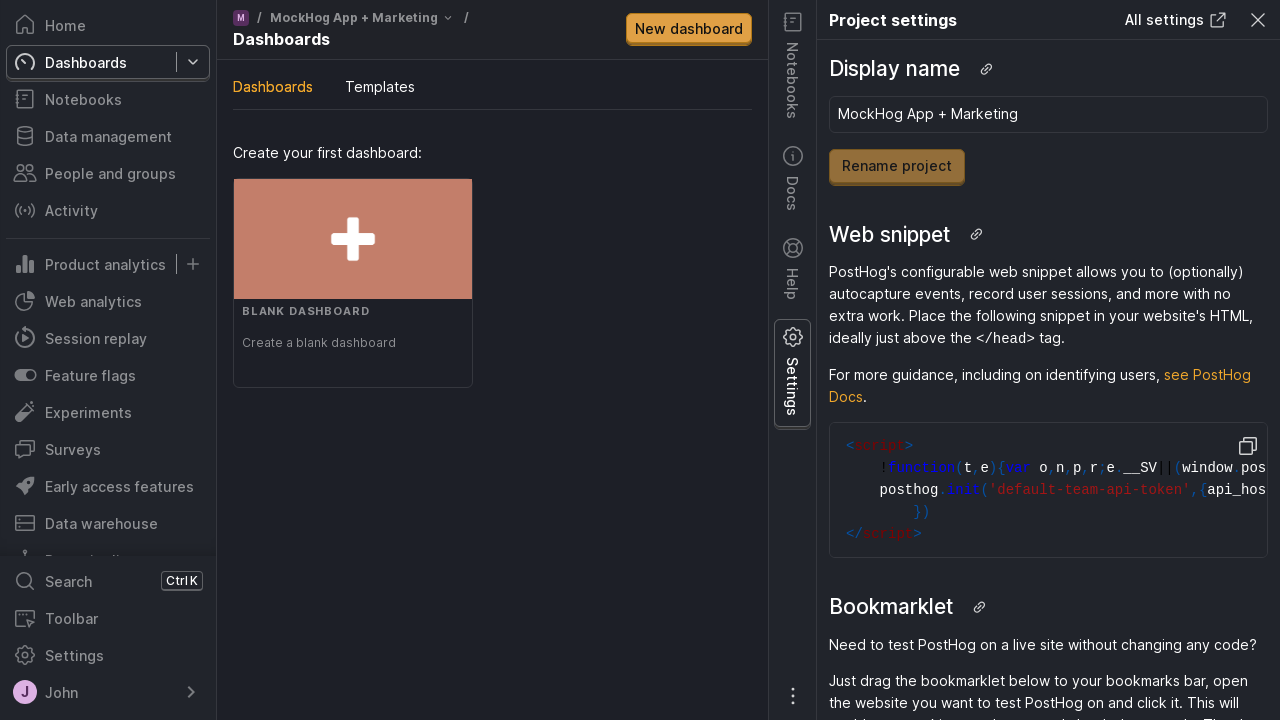 Home
Dashboards
Notebooks
Data management
People and groups
Activity
Product analytics
Web analytics
Session replay
Feature flags
Experiments
Surveys
Early access features
Data warehouse
Search
Ctrl K
Toolbar
Settings
J
John
M / MockHog App + Marketing /
Dashboards
New dashboard
Dashboards
Templates
Create your first dashboard:
BLANK DASHBOARD
Create a blank dashboard
Notebooks
Docs
Help
Settings
Project settings
All settings
Display name
MockHog App + Marketing
Rename project
Web snippet
PostHog's configurable web snippet allows you to (optionally)
autocapture events, record user sessions, and more with no
extra work. Place the following snippet in your website's HTML,
ideally just above the </head> tag.
For more guidance, including on identifying users, see PostHog
Docs.
<script>
!function(t,e){var o,n,p,r;e.__SV||(window.pos
posthog.init('default-team-api-token',{api_hos
})
</script>
Bookmarklet
Need to test PostHog on a live site without changing any code?
Just drag the bookmarklet below to your bookmarks bar, open
the website you want to test PostHog on and click it. This will